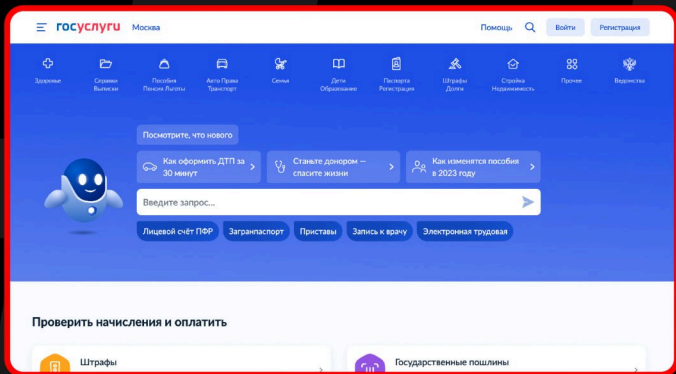 госуслуги Москва Помощь Войти Регистрация
Здоровье
Справки
Выписки
Пособия
Пенсия Льготы
Авто Права
Транспорт
Семья
Дети
Образование
Паспорта
Регистрация
Штрафы
Долги
Стройка
Недвижимость
Прочее
Ведомства
Посмотрите, что нового
Как оформить ДТП за
30 минут
Станьте донором —
спасите жизни
Как изменятся пособия
в 2023 году
Введите запрос...
Лицевой счёт ПФР Загранпаспорт Приставы Запись к врачу Электронная трудовая
Проверить начисления и оплатить
Штрафы
Государственные пошлины